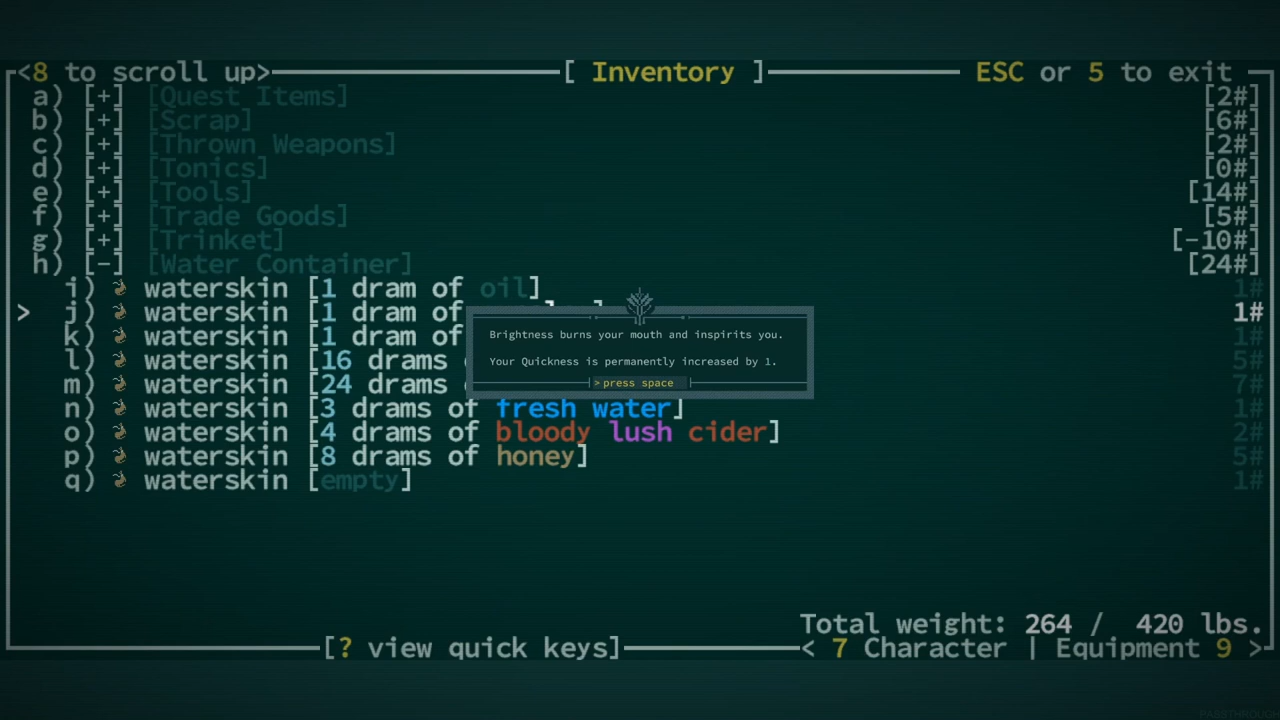 <8 to scroll up> [ Inventory ] ESC or 5 to exit
a) [+] [Quest Items] [2#]
b) [+] [Scrap] [6#]
c) [+] [Thrown Weapons] [2#]
d) [+] [Tonics] [0#]
e) [+] [Tools] [14#]
f) [+] [Trade Goods] [5#]
g) [+] [Trinket] [-10#]
h) [-] [Water Container] [24#]
i) waterskin [1 dram of oil] 1#
> j) waterskin [1 dram of 1#
k) waterskin [1 dram of 1#
l) waterskin [16 drams 5#
m) waterskin [24 drams 7#
n) waterskin [3 drams of fresh water] 1#
o) waterskin [4 drams of bloody lush cider] 2#
p) waterskin [8 drams of honey] 5#
q) waterskin [empty] 1#
Brightness burns your mouth and inspirits you.
Your Quickness is permanently increased by 1.
> press space
Total weight: 264 / 420 lbs.
[? view quick keys] < 7 Character | Equipment 9 >